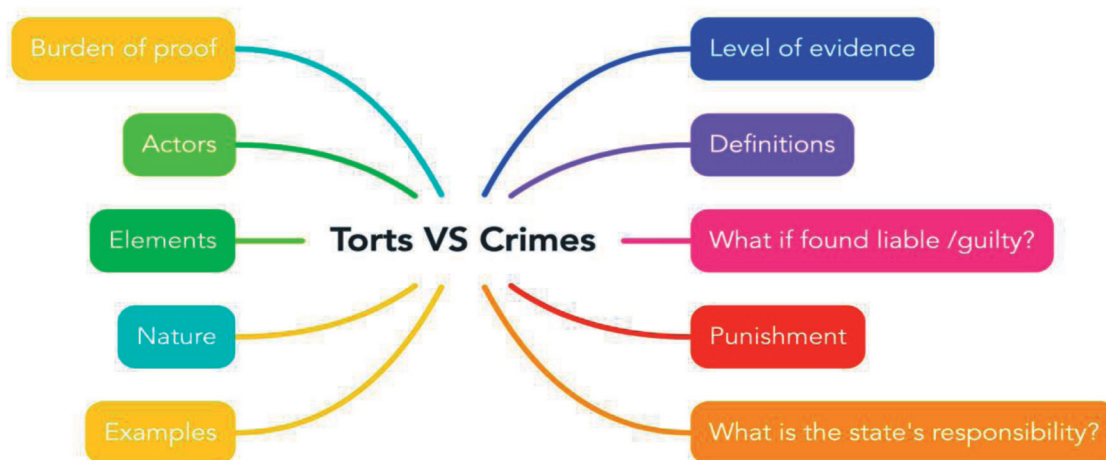 Burden of proof
Actors
Elements
Nature
Examples
Torts VS Crimes
Level of evidence
Definitions
What if found liable /guilty?
Punishment
What is the state's responsibility?